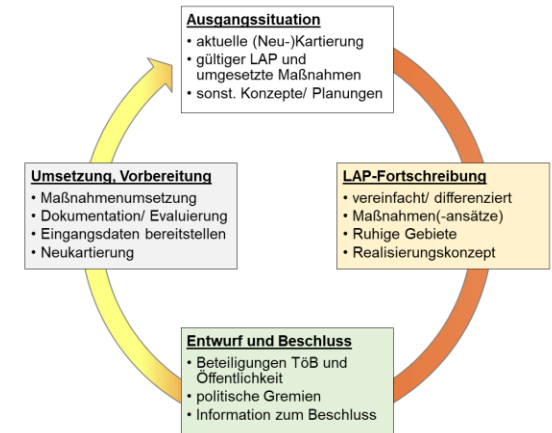 Ausgangssituation
• aktuelle (Neu-)Kartierung
• gültiger LAP und
umgesetzte Maßnahmen
• sonst. Konzepte/ Planungen
LAP-Fortschreibung
• vereinfacht/ differenziert
• Maßnahmen(-ansätze)
• Ruhige Gebiete
• Realisierungskonzept
Entwurf und Beschluss
• Beteiligungen TöB und
Öffentlichkeit
• politische Gremien
• Information zum Beschluss
Umsetzung, Vorbereitung
• Maßnahmenumsetzung
• Dokumentation/ Evaluierung
• Eingangsdaten bereitstellen
• Neukartierung